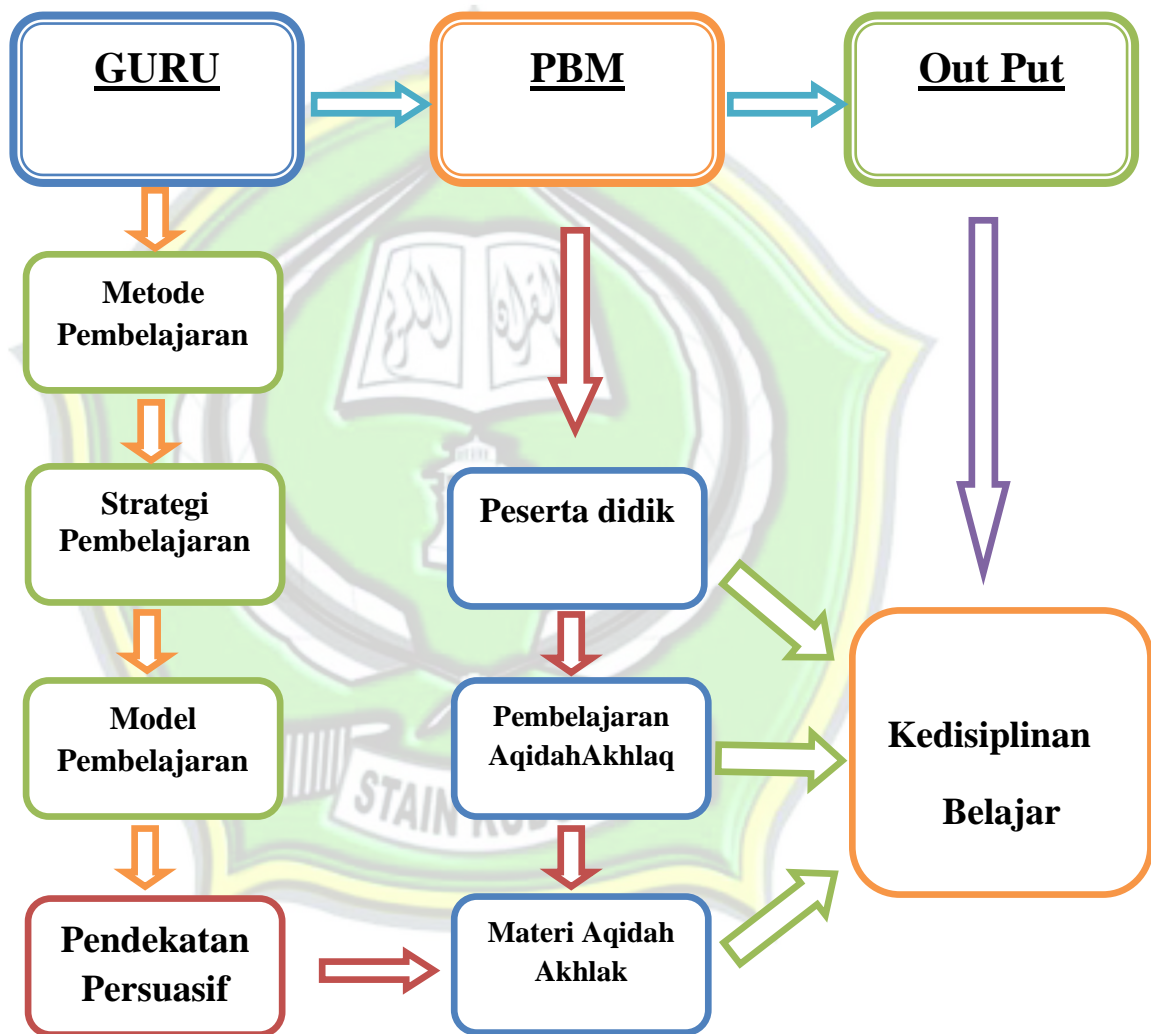 GURU
PBM
Out Put
Metode
Pembelajaran
Strategi
Pembelajaran
Peserta didik
Model
Pembelajaran
Pembelajaran
AqidahAkhlaq
Kedisiplinan
Belajar
STAIN
Pendekatan
Persuasif
Materi Aqidah
Akhlak